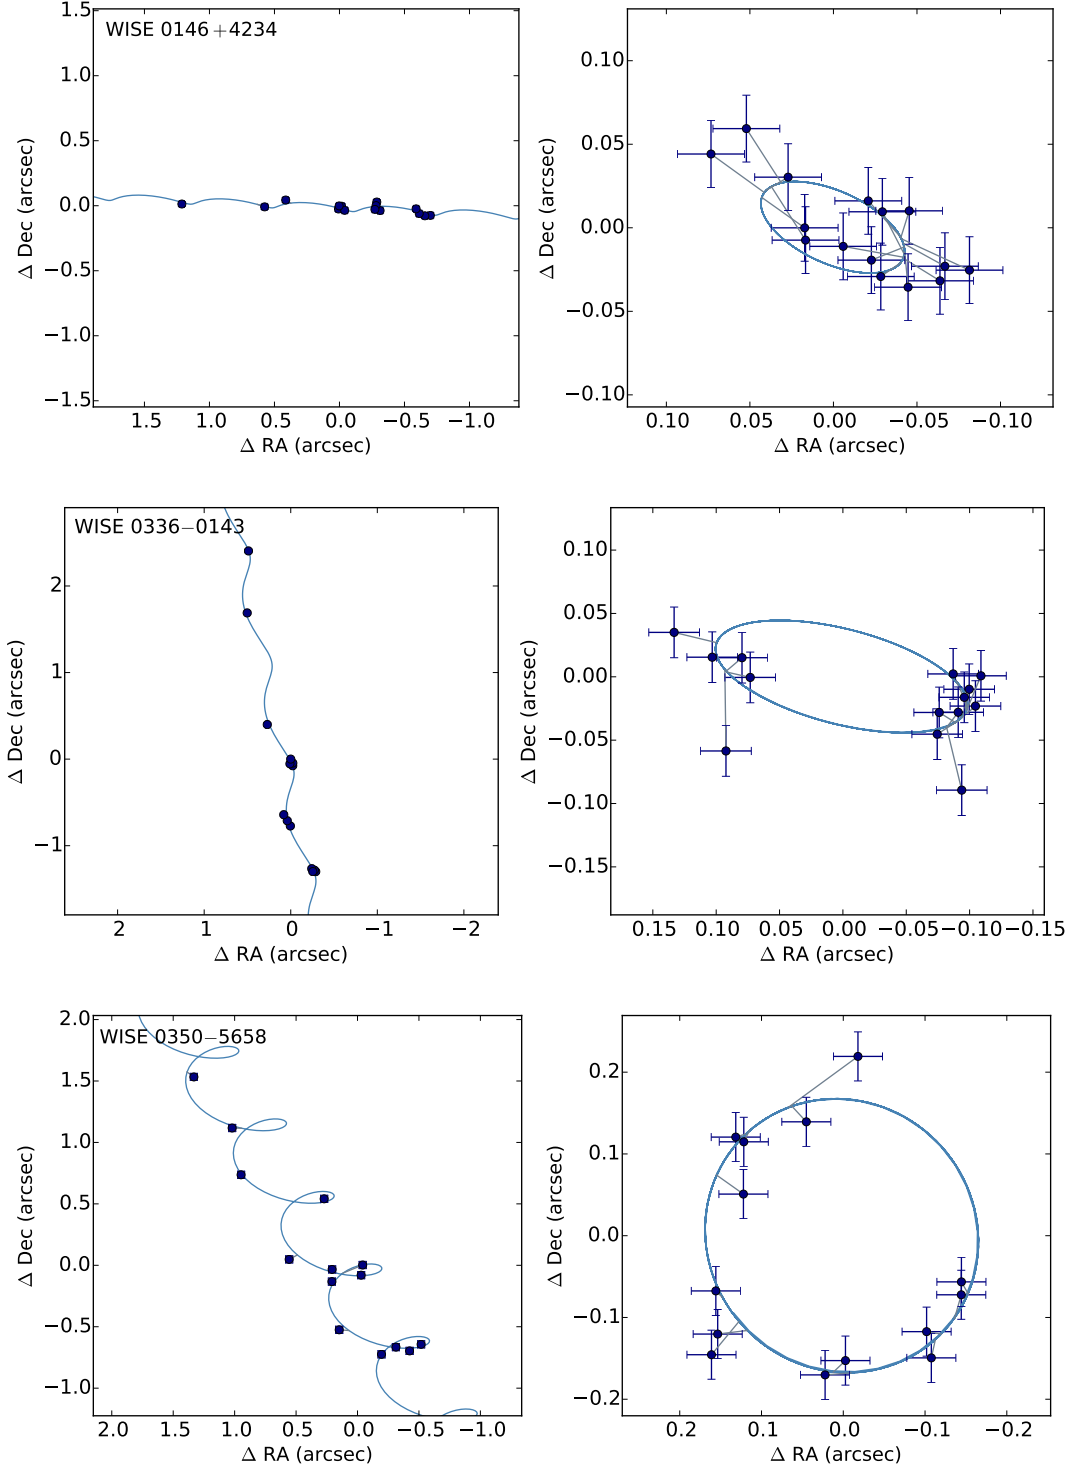 WISE 0146+4234
1.5
1.0
0.5
0.0
−0.5
−1.0
−1.5
Δ Dec (arcsec)
1.5 1.0 0.5 0.0 −0.5 −1.0
Δ RA (arcsec)
0.10
0.05
0.00
−0.05
−0.10
Δ Dec (arcsec)
0.10 0.05 0.00 −0.05 −0.10
Δ RA (arcsec)
WISE 0336−0143
2
1
0
−1
Δ Dec (arcsec)
2 1 0 −1 −2
Δ RA (arcsec)
0.10
0.05
0.00
−0.05
−0.10
−0.15
Δ Dec (arcsec)
0.15 0.10 0.05 0.00 −0.05 −0.10 −0.15
Δ RA (arcsec)
WISE 0350−5658
2.0
1.5
1.0
0.5
0.0
−0.5
−1.0
Δ Dec (arcsec)
2.0 1.5 1.0 0.5 0.0 −0.5 −1.0
Δ RA (arcsec)
0.2
0.1
0.0
−0.1
−0.2
Δ Dec (arcsec)
0.2 0.1 0.0 −0.1 −0.2
Δ RA (arcsec)